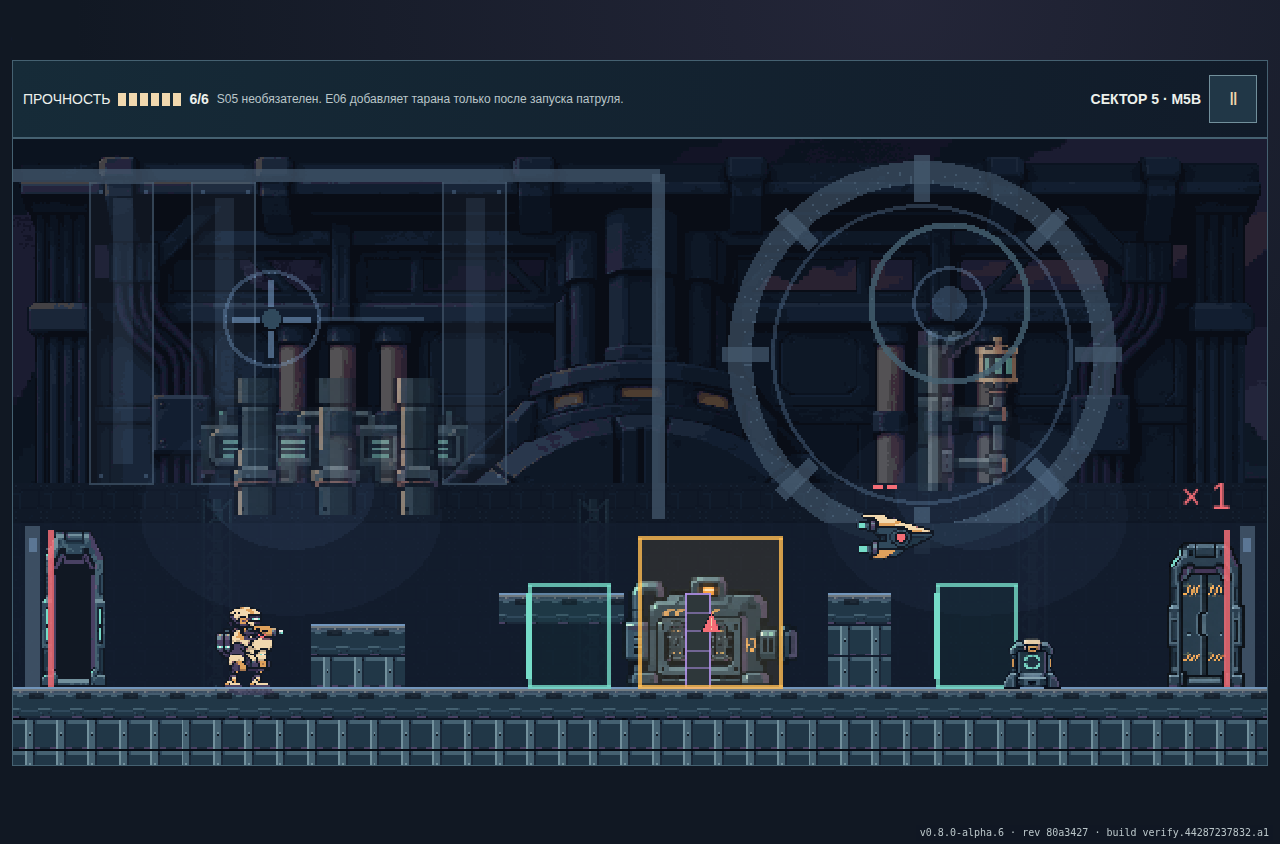 ПРОЧНОСТЬ 6/6 S05 необязателен. E06 добавляет тарана только после запуска патруля. СЕКТОР 5 · M5B II
× 1
v0.8.0-alpha.6 · rev 80a3427 · build verify.44287237832.a1